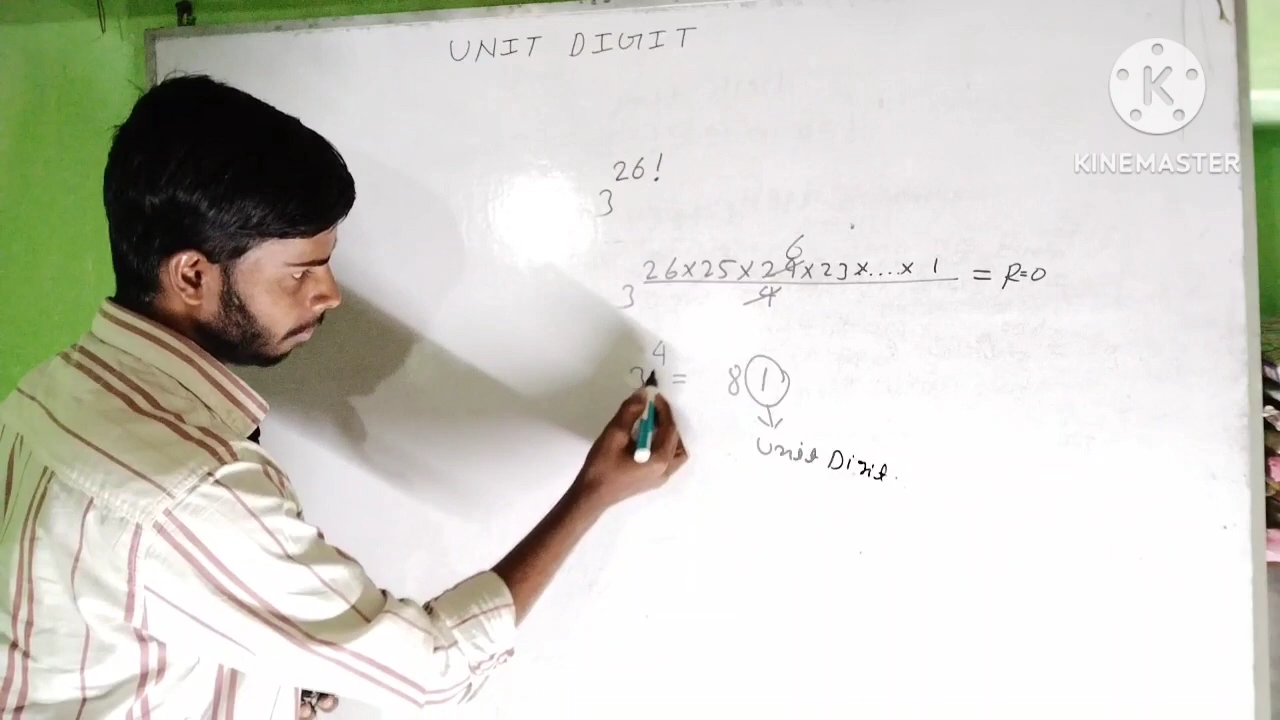 UNIT DIGIT
K
KINEMASTER
3^26!
3^(26×25×24×23×....×1 / 4) = R=0
6
3^4 = 81
Unit Digit.